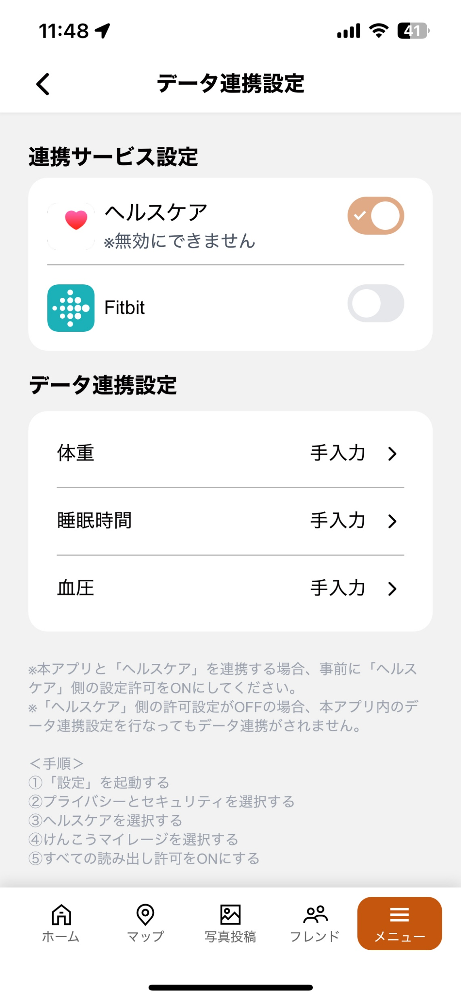 11:48
41
データ連携設定
連携サービス設定
ヘルスケア
※無効にできません
Fitbit
データ連携設定
体重 手入力
睡眠時間 手入力
血圧 手入力
※本アプリと「ヘルスケア」を連携する場合、事前に「ヘルス
ケア」側の設定許可をONにしてください。
※「ヘルスケア」側の許可設定がOFFの場合、本アプリ内のデ
ータ連携設定を行なってもデータ連携がされません。
＜手順＞
①「設定」を起動する
②プライバシーとセキュリティを選択する
③ヘルスケアを選択する
④けんこうマイレージを選択する
⑤すべての読み出し許可をONにする
ホーム マップ 写真投稿 フレンド メニュー